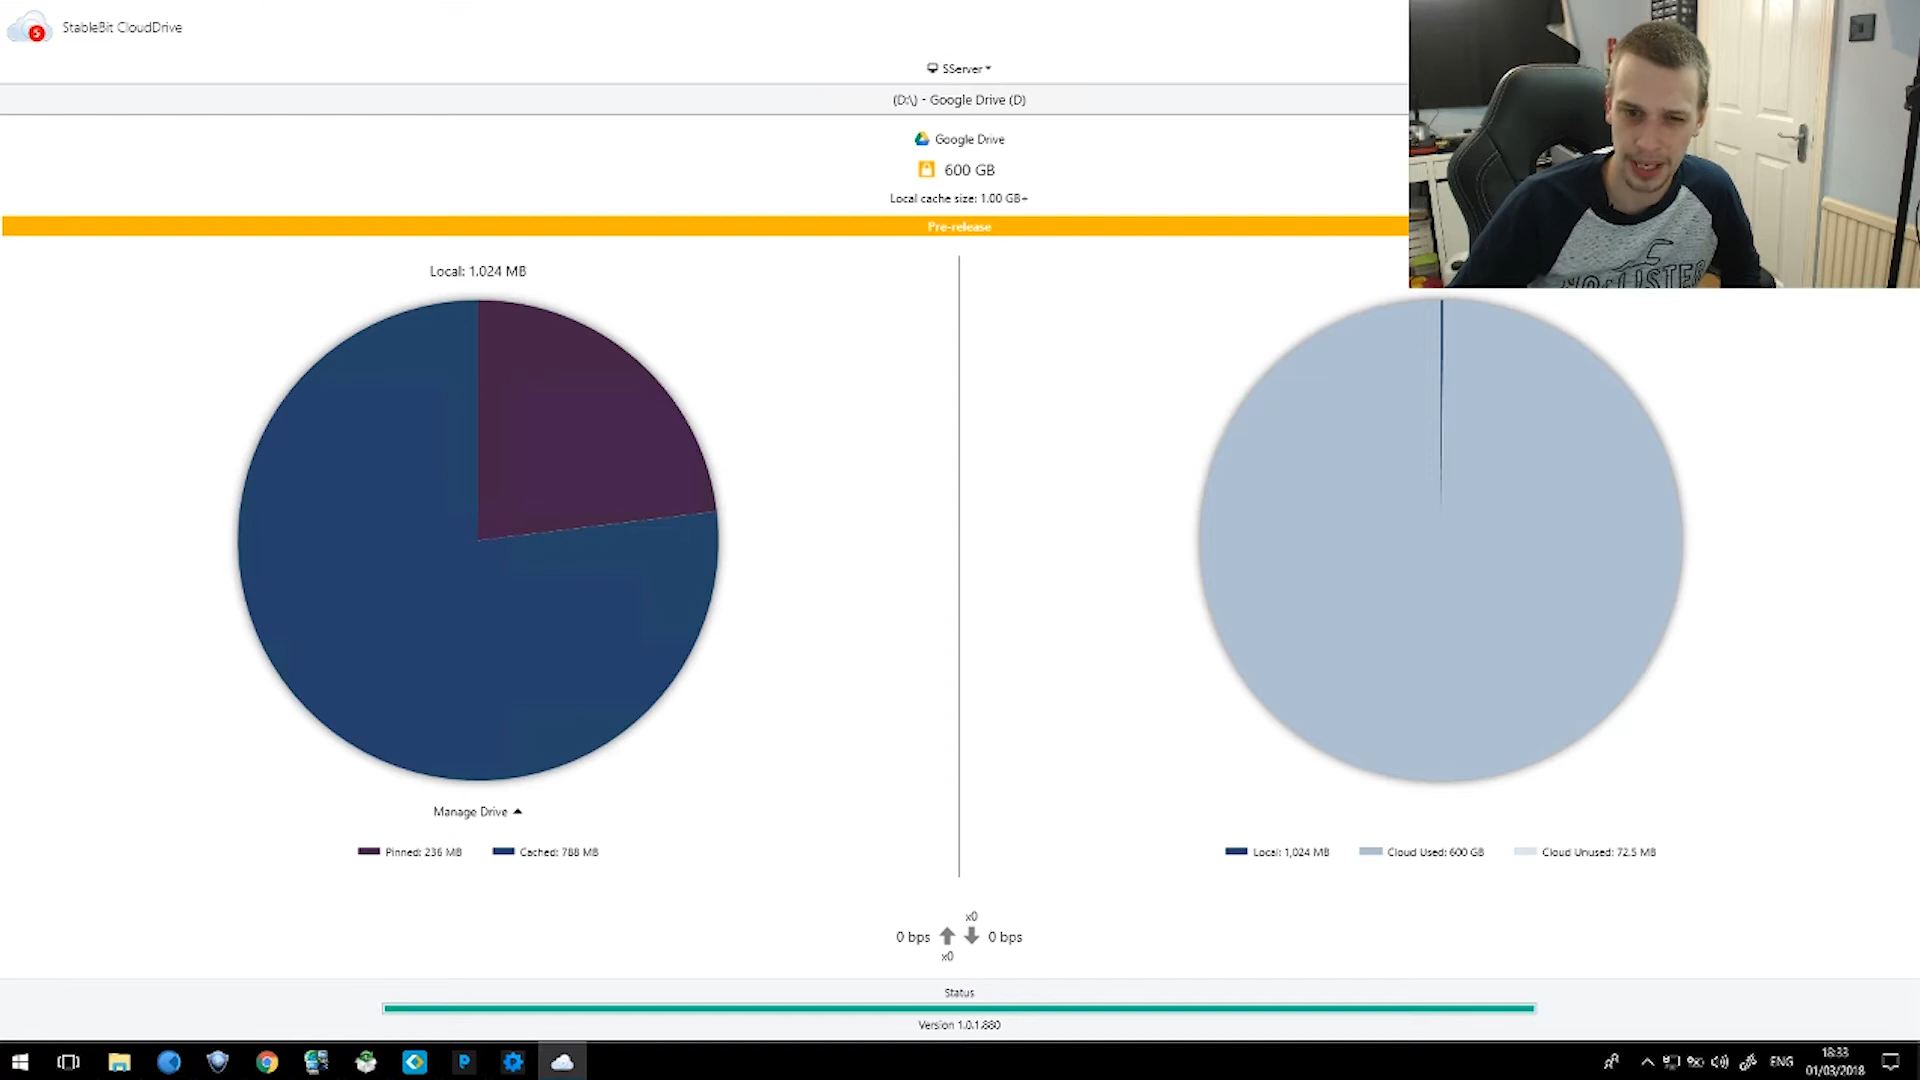 StableBit CloudDrive
SServer
(D:\) - Google Drive (D)
Google Drive
600 GB
Local cache size: 1.00 GB+
Pre-release
Local: 1.024 MB
HOLLISTER
Manage Drive
Pinned: 236 MB
Cached: 788 MB
Local: 1,024 MB
Cloud Used: 600 GB
Cloud Unused: 72.5 MB
x0
0 bps
0 bps
x0
Status
Version 1.0.1.880
ENG
18:33
01/03/2018